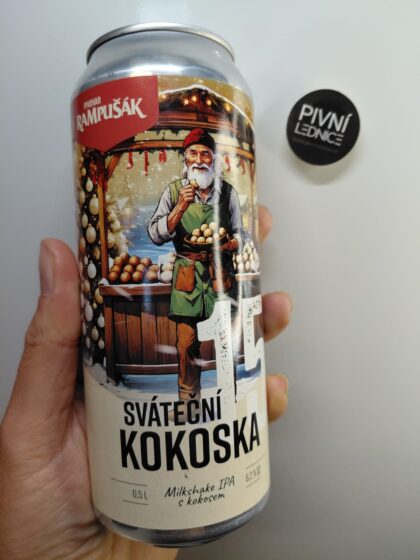 PIVOVAR
RAMPUŠÁK
15
SVÁTEČNÍ
KOKOSKA
0,5 L
Milkshake IPA
s kokosem
PIVNÍ
LEDNICE